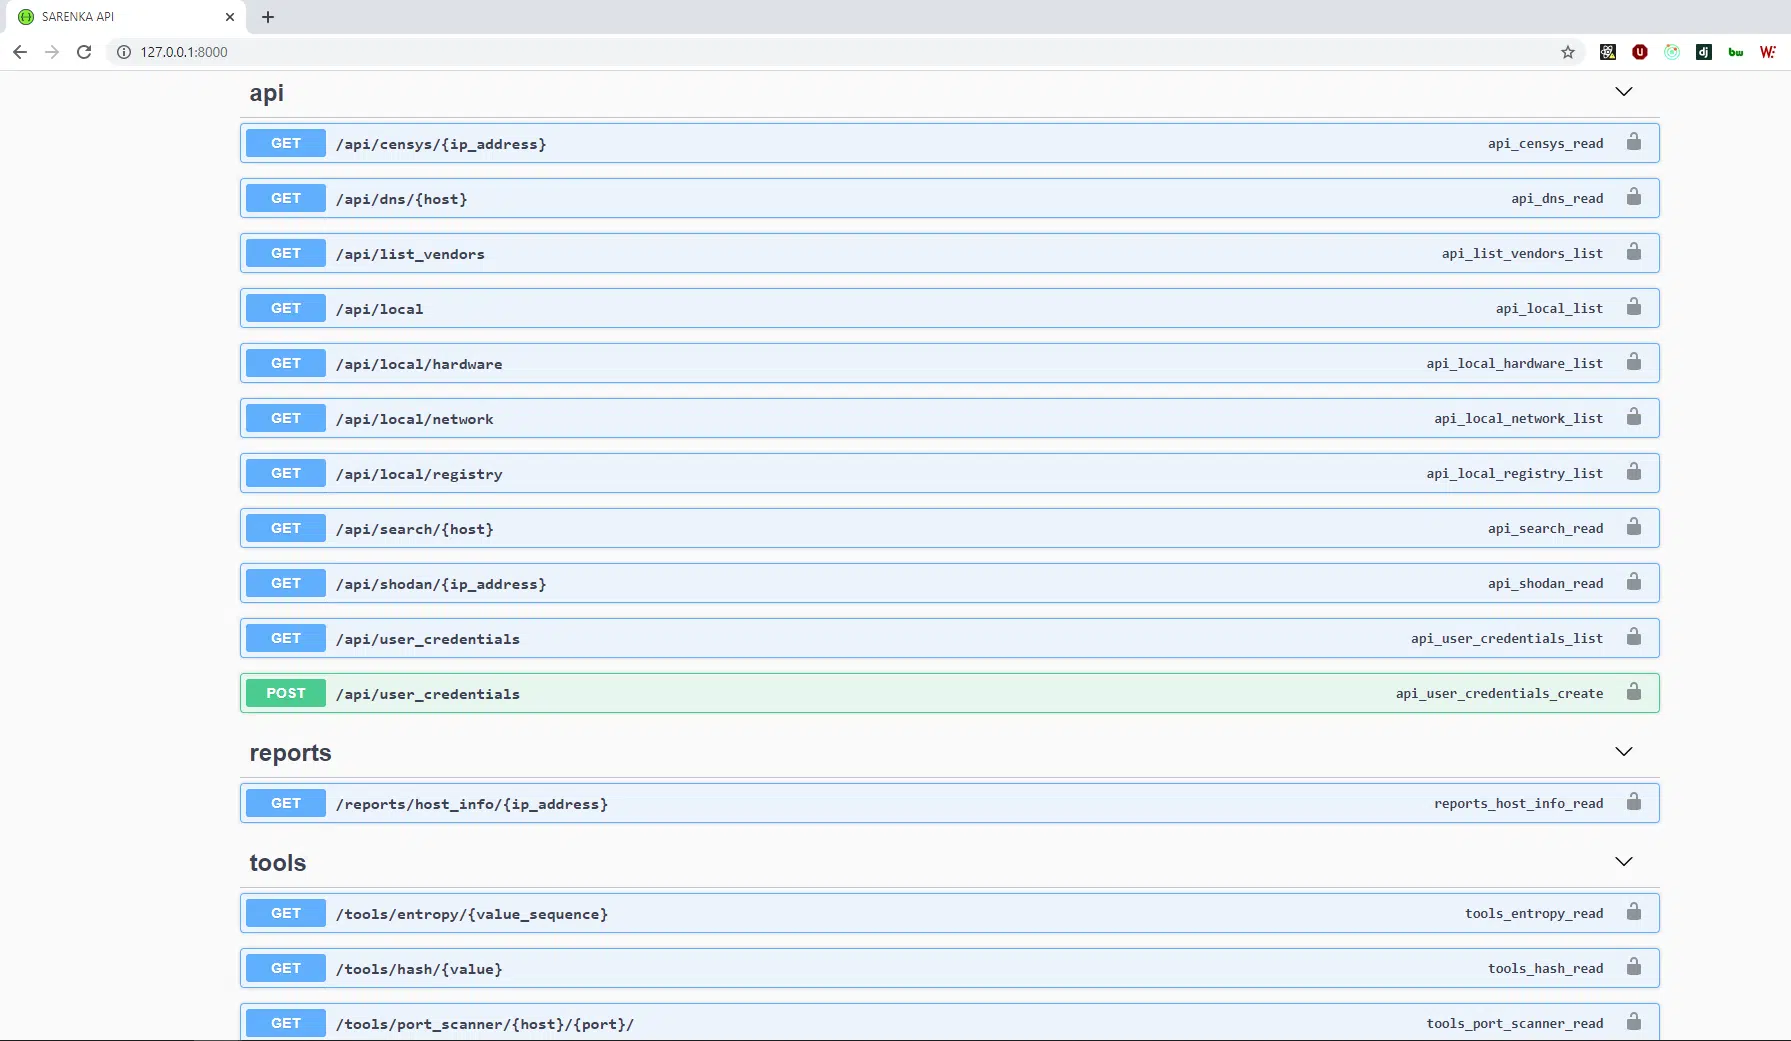 SARENKA API
127.0.0.1:8000
dj
bw
W
api
GET /api/censys/{ip_address} api_censys_read
GET /api/dns/{host} api_dns_read
GET /api/list_vendors api_list_vendors_list
GET /api/local api_local_list
GET /api/local/hardware api_local_hardware_list
GET /api/local/network api_local_network_list
GET /api/local/registry api_local_registry_list
GET /api/search/{host} api_search_read
GET /api/shodan/{ip_address} api_shodan_read
GET /api/user_credentials api_user_credentials_list
POST /api/user_credentials api_user_credentials_create
reports
GET /reports/host_info/{ip_address} reports_host_info_read
tools
GET /tools/entropy/{value_sequence} tools_entropy_read
GET /tools/hash/{value} tools_hash_read
GET /tools/port_scanner/{host}/{port}/ tools_port_scanner_read